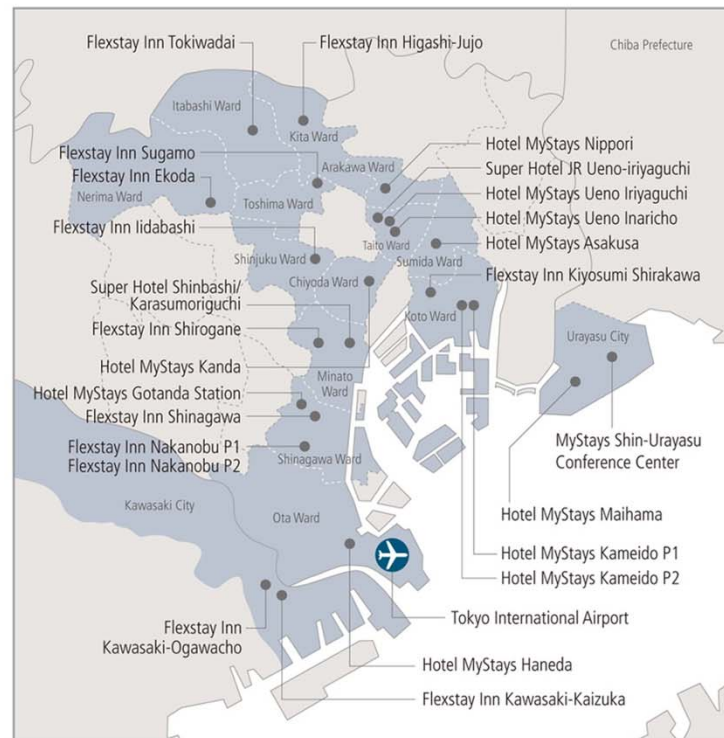 Flexstay Inn Tokiwadai
Flexstay Inn Higashi-Jujo
Chiba Prefecture
Itabashi Ward
Kita Ward
Flexstay Inn Sugamo
Flexstay Inn Ekoda
Nerima Ward
Toshima Ward
Arakawa Ward
Hotel MyStays Nippori
Super Hotel JR Ueno-iriyaguchi
Hotel MyStays Ueno Iriyaguchi
Hotel MyStays Ueno Inaricho
Hotel MyStays Asakusa
Taito Ward
Sumida Ward
Flexstay Inn Iidabashi
Shinjuku Ward
Chiyoda Ward
Flexstay Inn Kiyosumi Shirakawa
Koto Ward
Super Hotel Shinbashi/
Karasumoriguchi
Flexstay Inn Shirogane
Hotel MyStays Kanda
Minato
Ward
Urayasu City
Hotel MyStays Gotanda Station
Flexstay Inn Shinagawa
Flexstay Inn Nakanobu P1
Flexstay Inn Nakanobu P2
Shinagawa Ward
MyStays Shin-Urayasu
Conference Center
Kawasaki City
Ota Ward
Hotel MyStays Maihama
Hotel MyStays Kameido P1
Hotel MyStays Kameido P2
Tokyo International Airport
Flexstay Inn
Kawasaki-Ogawacho
Hotel MyStays Haneda
Flexstay Inn Kawasaki-Kaizuka